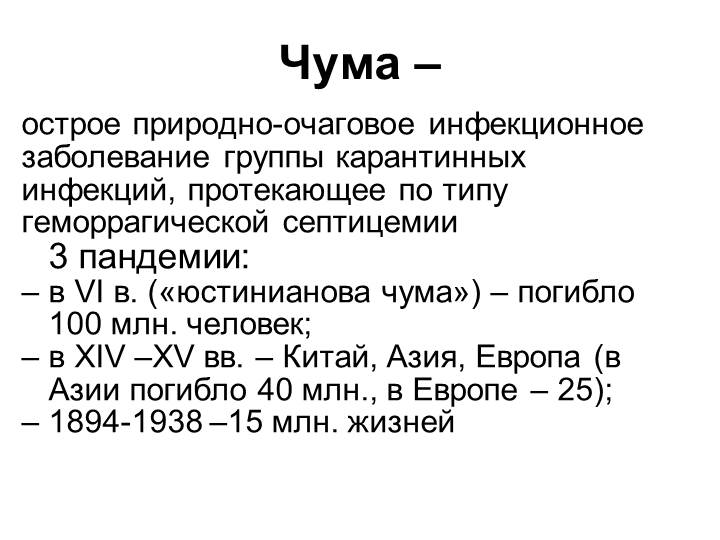 Чума –
острое природно-очаговое инфекционное
заболевание группы карантинных
инфекций, протекающее по типу
геморрагической септицемии
3 пандемии:
– в VI в. («юстинианова чума») – погибло
100 млн. человек;
– в XIV –XV вв. – Китай, Азия, Европа (в
Азии погибло 40 млн., в Европе – 25);
– 1894-1938 –15 млн. жизней